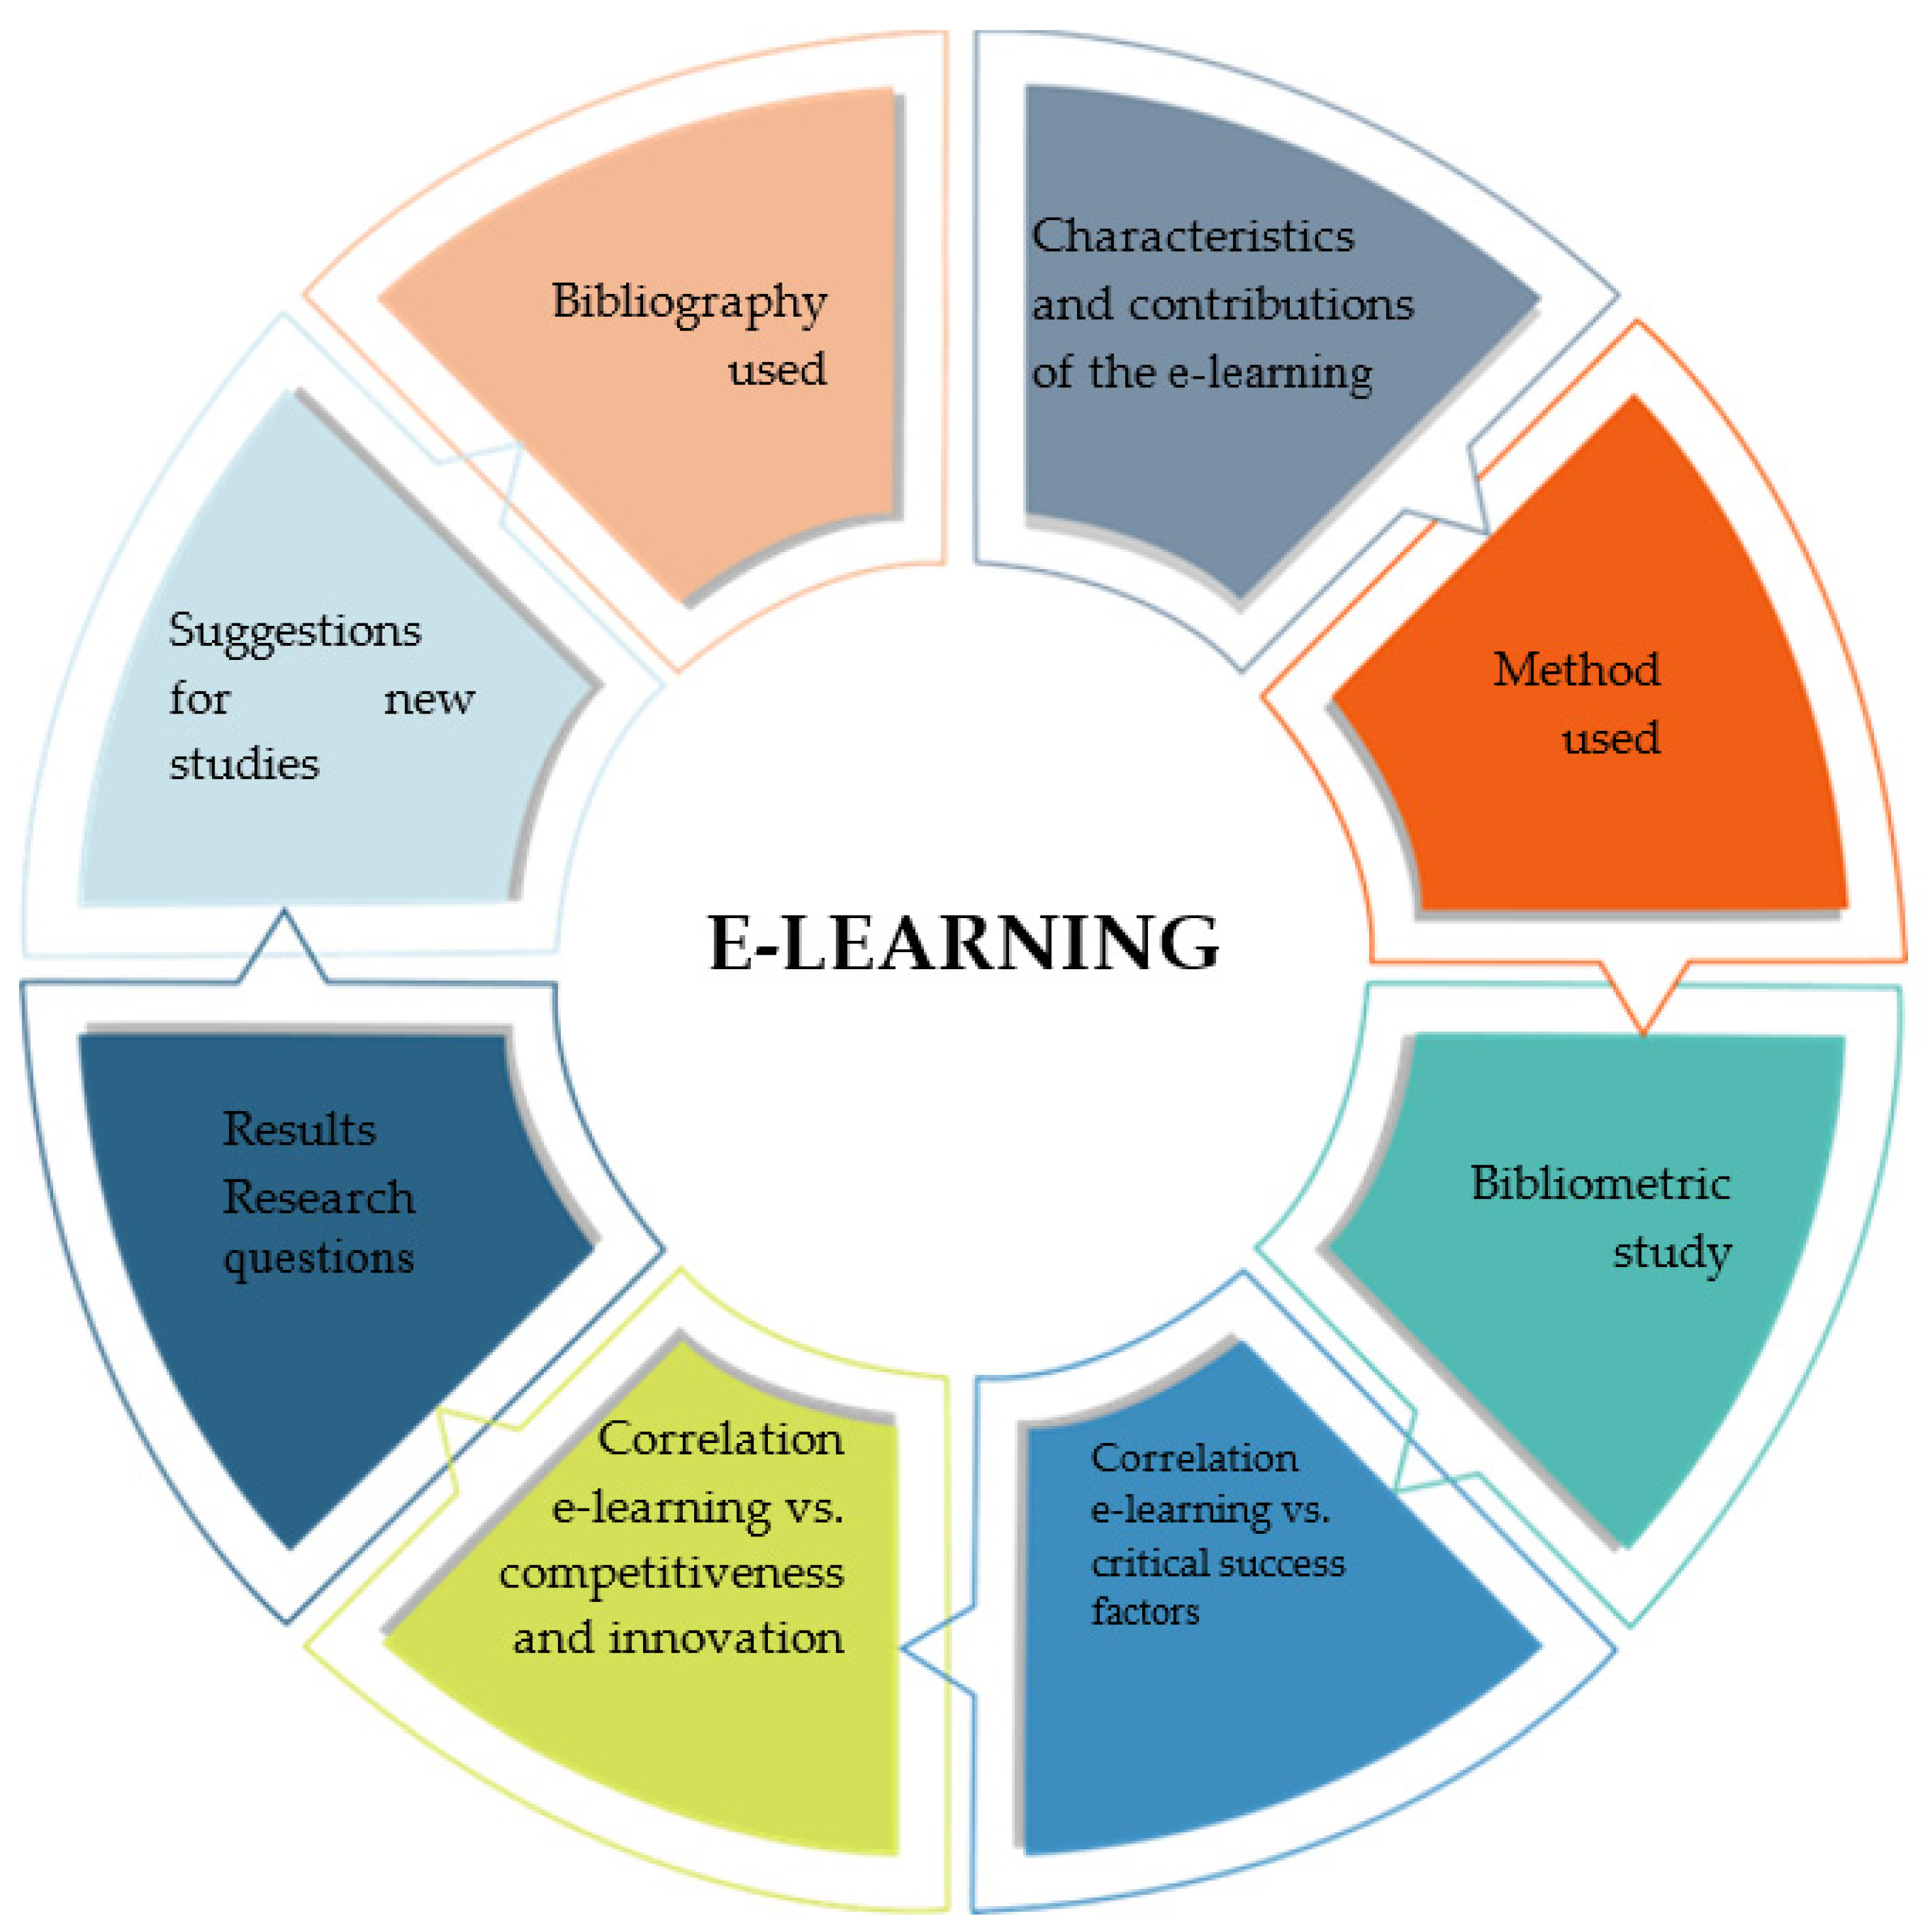 Characteristics
and contributions
of the e-learning
Method
used
Bibliometric
study
Correlation
e-learning vs.
critical success
factors
Correlation
e-learning vs.
competitiveness
and innovation
Results
Research
questions
Suggestions
for new
studies
Bibliography
used
E-LEARNING